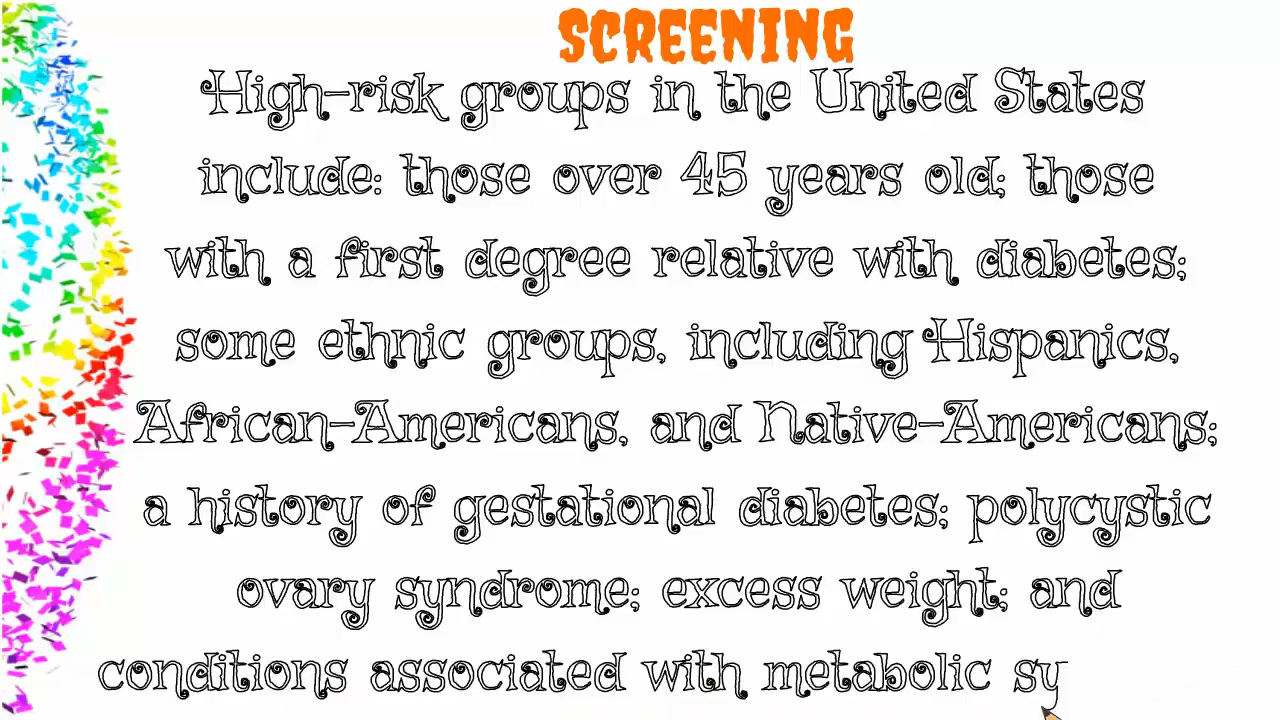 SCREENING
High-risk groups in the United States
include: those over 45 years old; those
with a first degree relative with diabetes;
some ethnic groups, including Hispanics,
African-Americans, and Native-Americans;
a history of gestational diabetes; polycystic
ovary syndrome; excess weight; and
conditions associated with metabolic sy